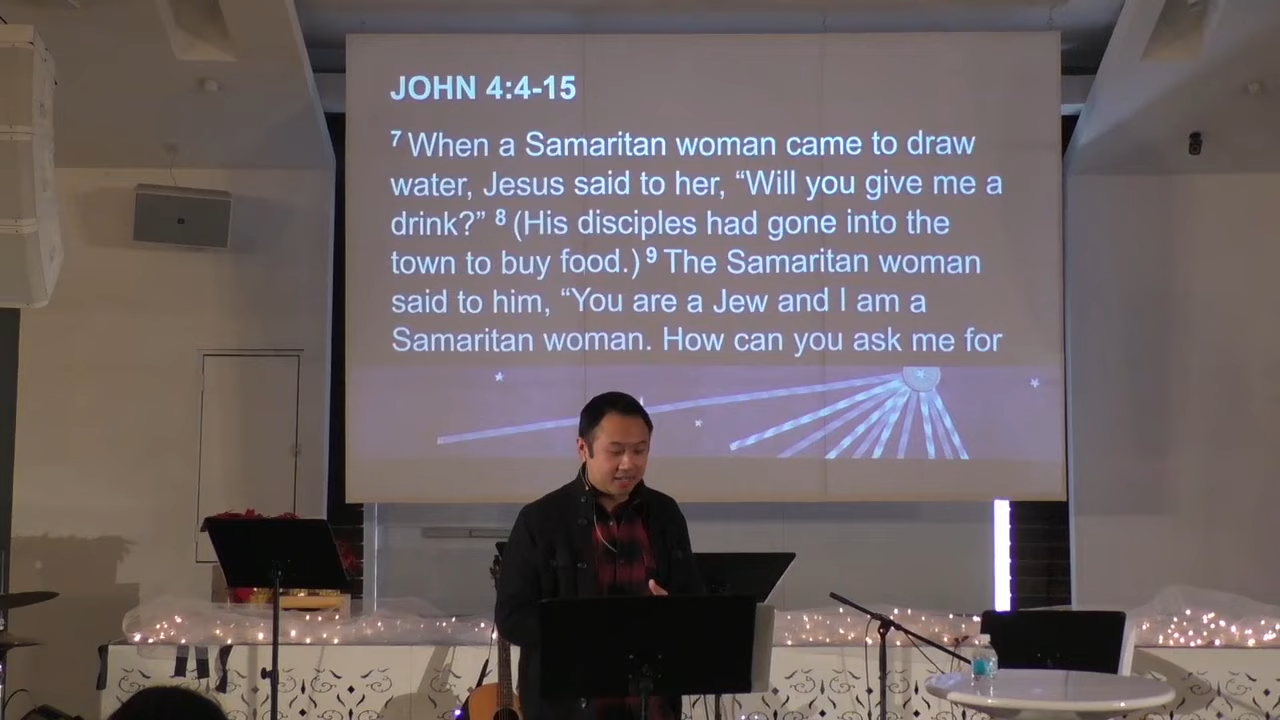 JOHN 4:4-15
⁷ When a Samaritan woman came to draw
water, Jesus said to her, “Will you give me a
drink?” ⁸ (His disciples had gone into the
town to buy food.) ⁹ The Samaritan woman
said to him, “You are a Jew and I am a
Samaritan woman. How can you ask me for